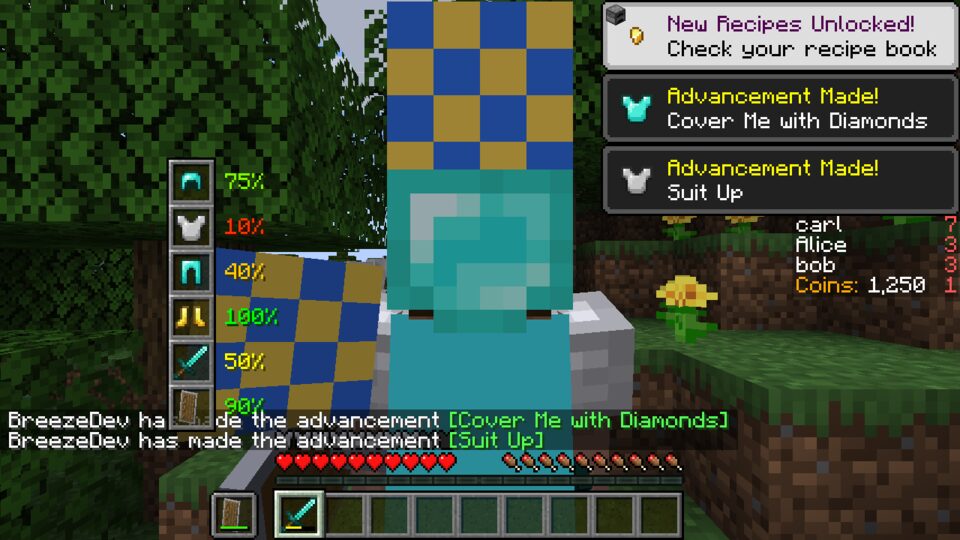 New Recipes Unlocked!
Check your recipe book
Advancement Made!
Cover Me with Diamonds
Advancement Made!
Suit Up
75%
10%
40%
100%
50%
90%
carl 7
Alice 3
bob 3
Coins: 1,250 1
BreezeDev has made the advancement [Cover Me with Diamonds]
BreezeDev has made the advancement [Suit Up]